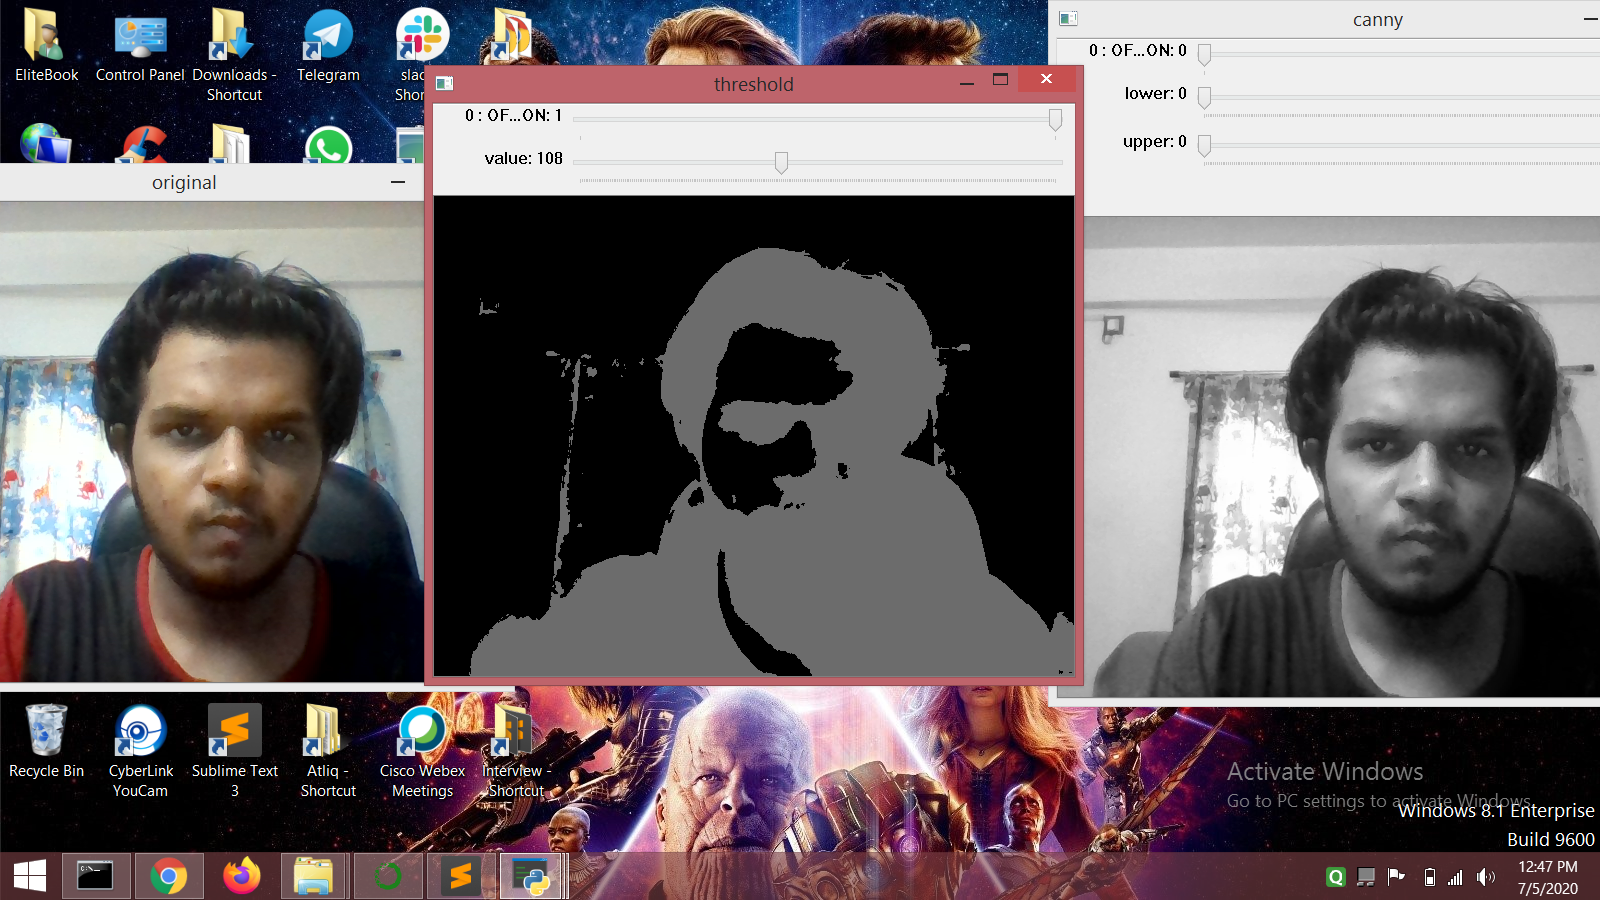 EliteBook
Control Panel
Downloads -
Shortcut
Telegram
slac
Shor
canny
0 : OF...ON: 0
lower: 0
upper: 0
threshold
0 : OF...ON: 1
value: 108
original
Recycle Bin
CyberLink
YouCam
Sublime Text
3
Atliq -
Shortcut
Cisco Webex
Meetings
Interview -
Shortcut
Activate Windows
Go to PC settings to activate Windows.
Windows 8.1 Enterprise
Build 9600
C:\_
Q
12:47 PM
7/5/2020